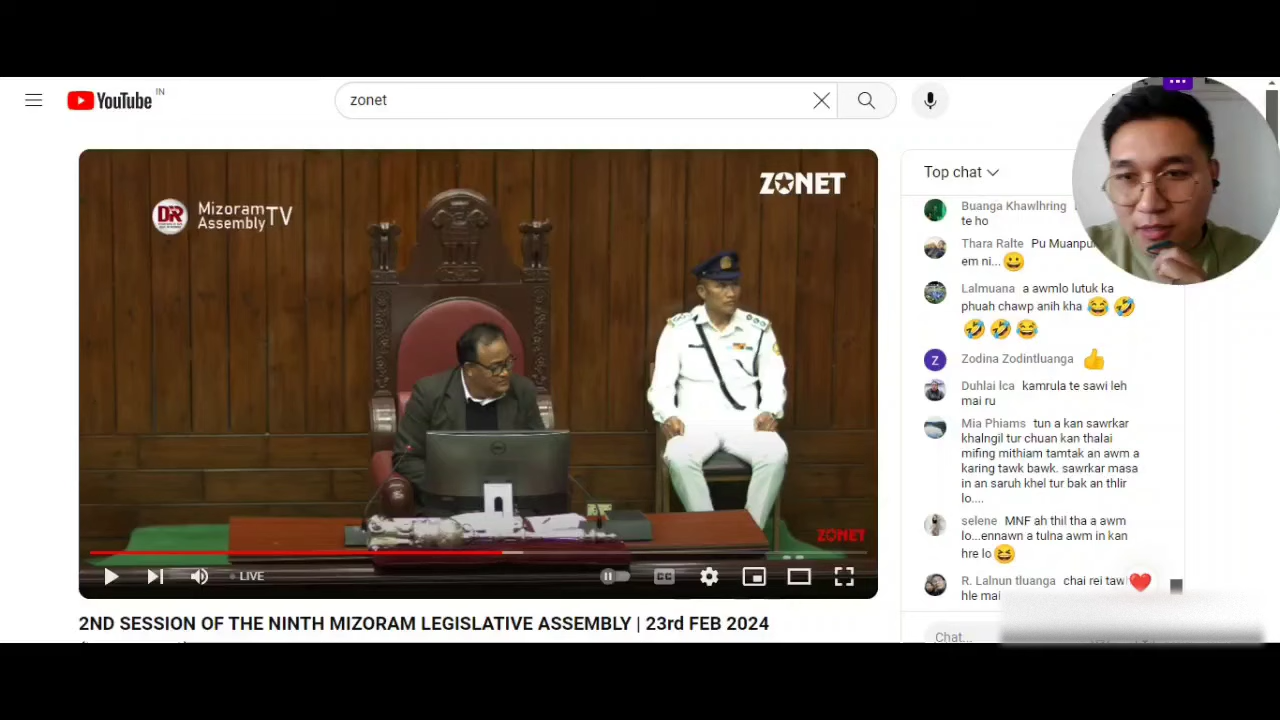 YouTube IN
zonet
ZONET
DIR
Mizoram
Assembly TV
ZONET
LIVE
CC
2ND SESSION OF THE NINTH MIZORAM LEGISLATIVE ASSEMBLY | 23rd FEB 2024
Top chat
Buanga Khawlhring
te ho
Thara Ralte Pu
em ni...
Lalmuana a awmlo lutuk ka
phuah chawp anih kha
Z
Zodina Zodintluanga
Duhlai lca kamrula te sawi leh
mai ru
Mia Phiams tun a kan sawrkar
khalngil tur chuan kan thalai
mifing mithiam tamtak an awm a
karing tawk bawk. sawrkar masa
in an saruh khel tur bak an thlir
lo....
selene MNF ah thil tha a awm
lo...ennawn a tulna awm in kan
hre lo
R. Lalnun tluanga chai rei
hle mai
Chat...